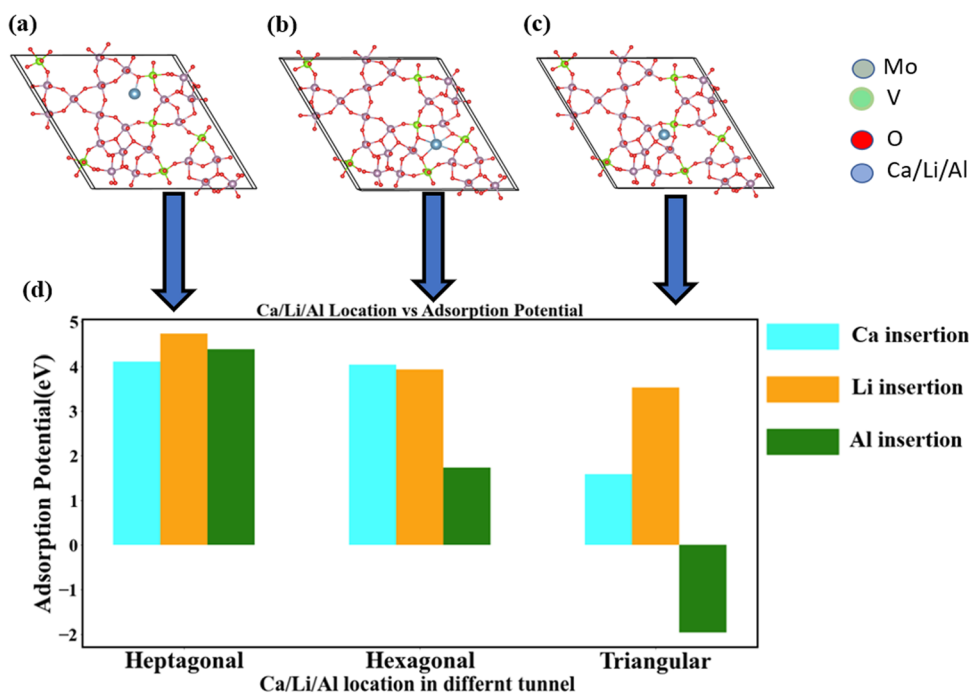 (a)
(b)
(c)
Mo
V
O
Ca/Li/Al
(d)
Ca/Li/Al Location vs Adsorption Potential
Adsorption Potential(eV)
5
4
3
2
1
0
−1
−2
Heptagonal
Hexagonal
Triangular
Ca/Li/Al location in differnt tunnel
Ca insertion
Li insertion
Al insertion